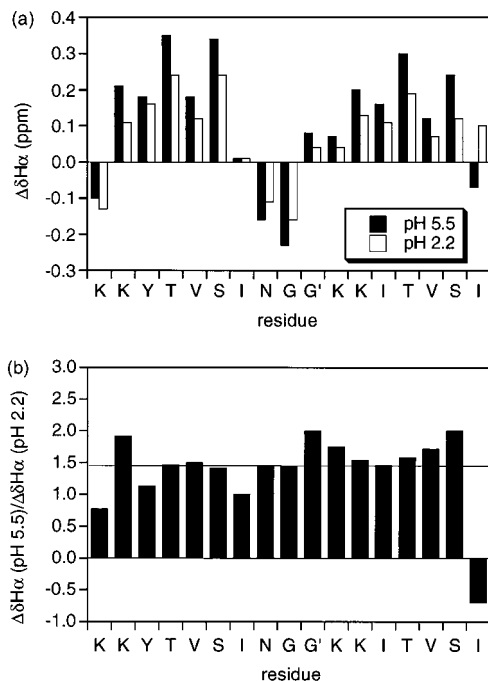 (a)
0.4
0.3
0.2
0.1
0.0
-0.1
-0.2
-0.3
ΔδHα (ppm)
pH 5.5
pH 2.2
K K Y T V S I N G G' K K I T V S I
residue
(b)
3.0
2.5
2.0
1.5
1.0
0.5
0.0
-0.5
-1.0
ΔδHα (pH 5.5)/ΔδHα (pH 2.2)
K K Y T V S I N G G' K K I T V S I
residue